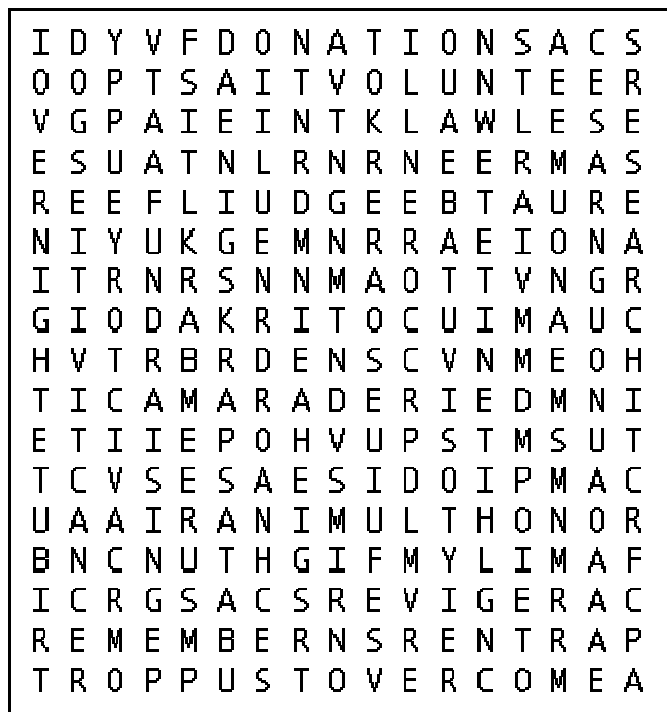 I D Y V F D O N A T I O N S A C S
O O P T S A I T V O L U N T E E R
V G P A I E I N T K L A W L E S E
E S U A T N L R N R N E E R M A S
R E E F L I U D G E E B T A U R E
N I Y U K G E M N R R A E I O N A
I T R N R S N N M A O T T V N G R
G I O D A K R I T O C U I M A U C
H V T R B R D E N S C V N M E O H
T I C A M A R A D E R I E D M N I
E T I I E P O H V U P S T M S U T
T C V S E S A E S I D O I P M A C
U A A I R A N I M U L T H O N O R
B N C N U T H G I F M Y L I M A F
I C R G S A C S R E V I G E R A C
R E M E M B E R N S R E N T R A P
T R O P P U S T O V E R C O M E A